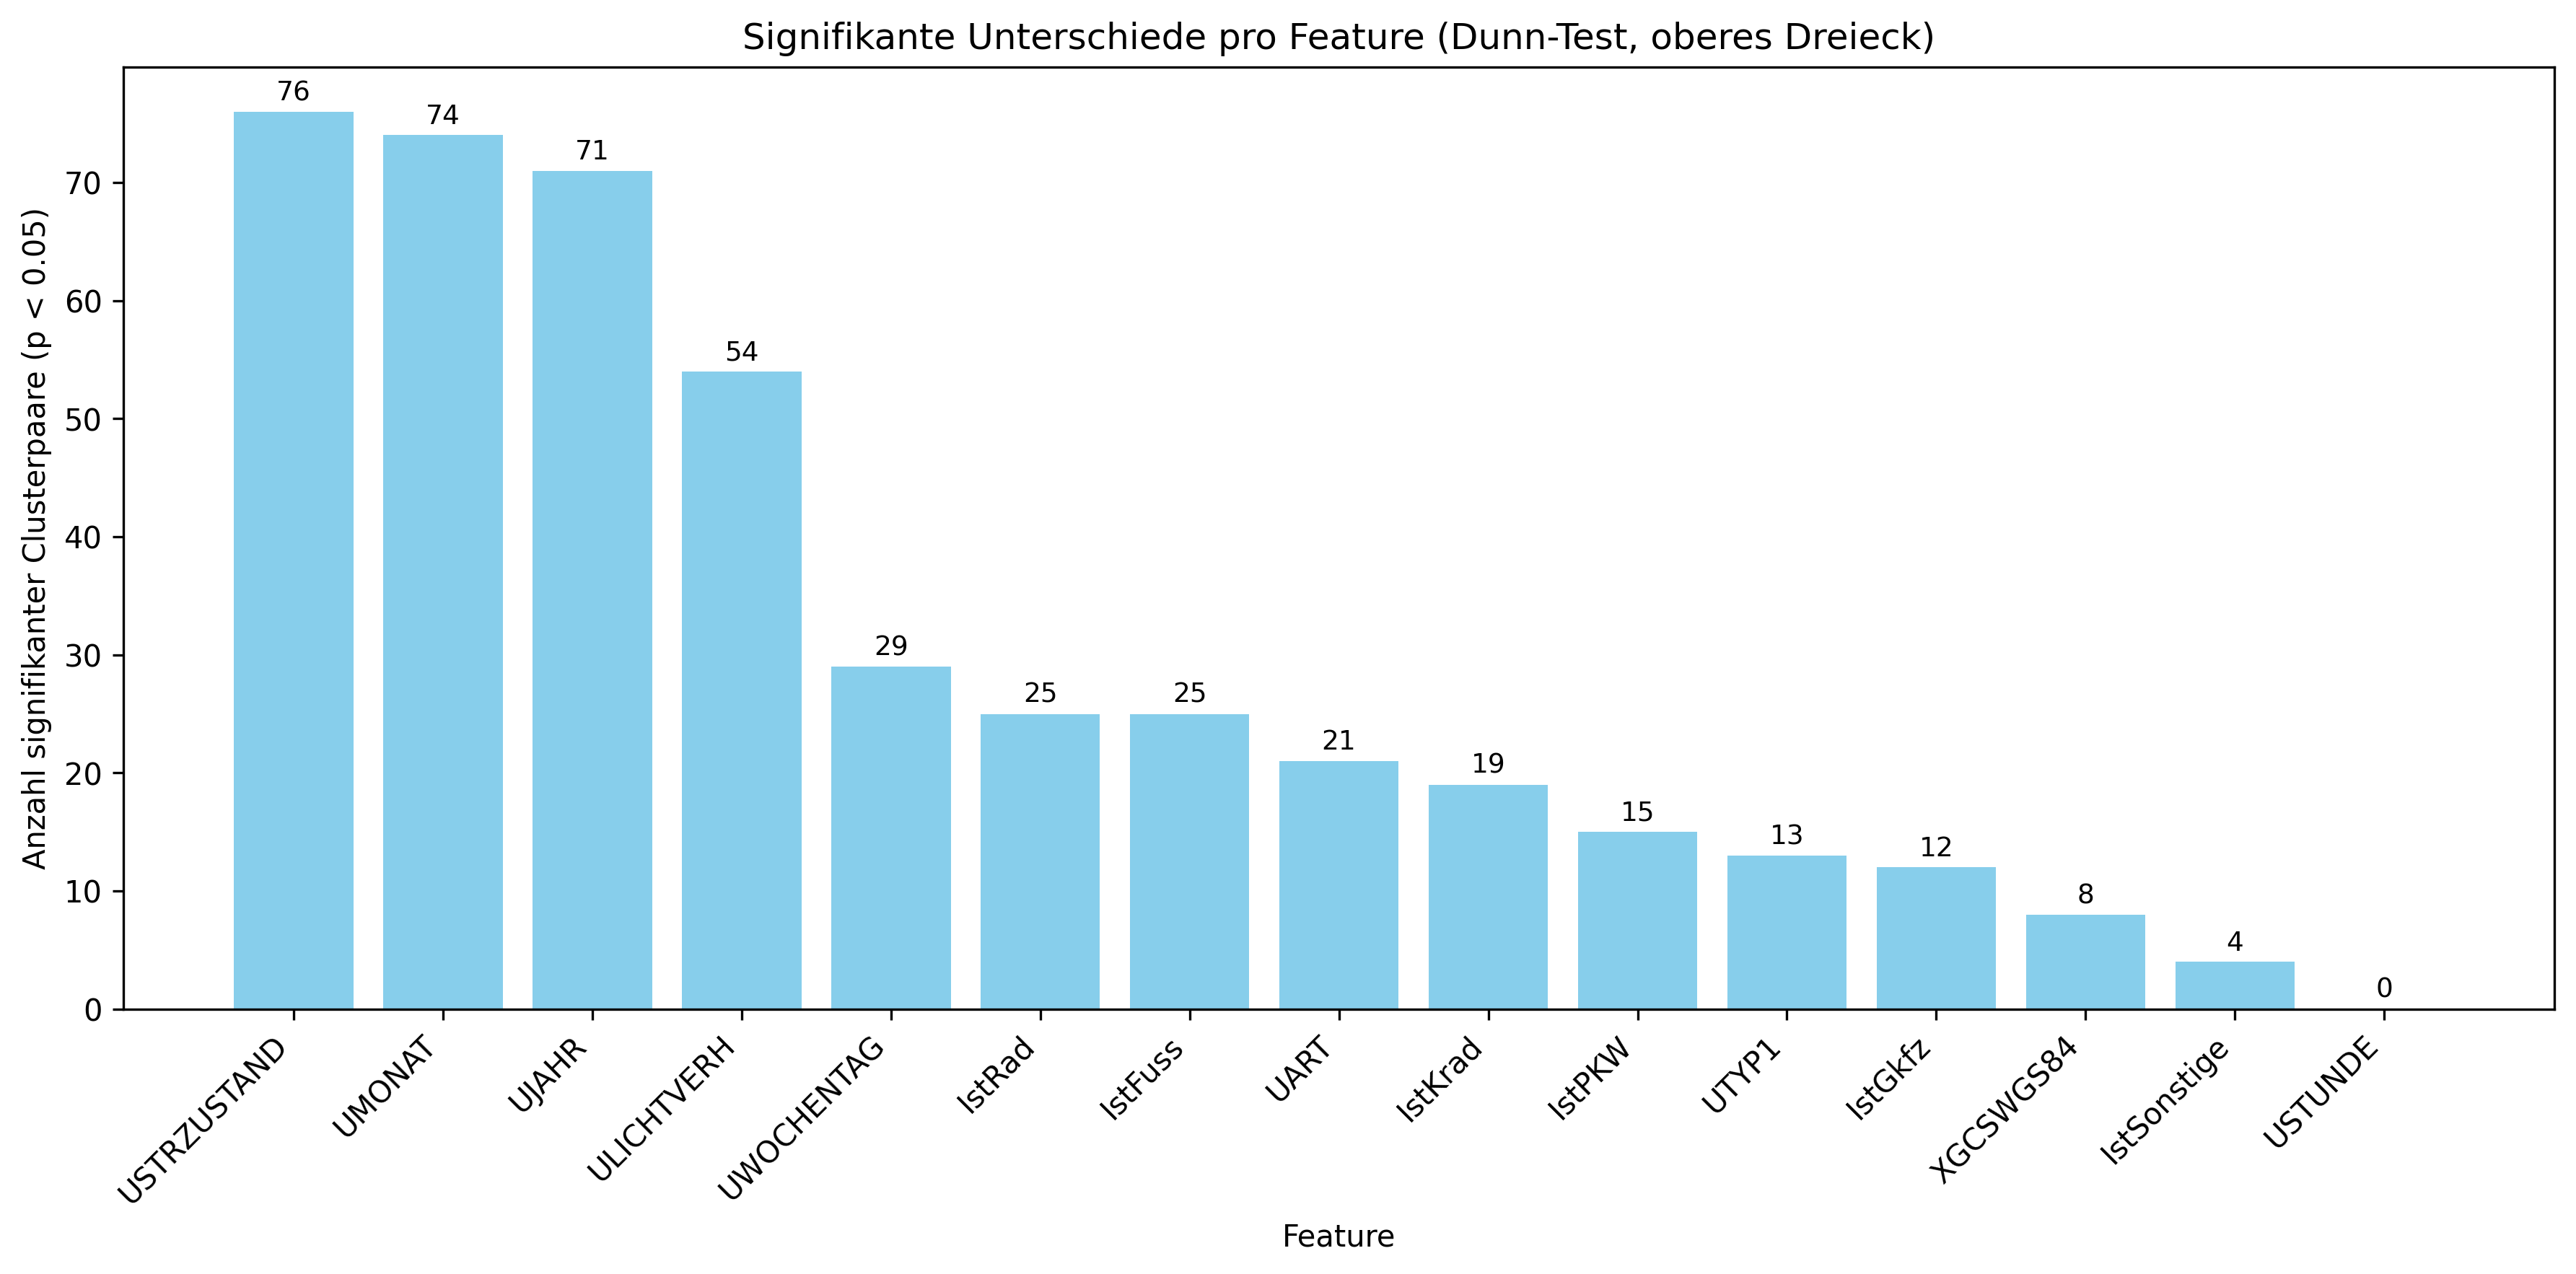 Signifikante Unterschiede pro Feature (Dunn-Test, oberes Dreieck)
Anzahl signifikanter Clusterpaare (p < 0.05)
70
60
50
40
30
20
10
0
76
74
71
54
29
25
25
21
19
15
13
12
8
4
0
USTRZUSTAND
UMONAT
UJAHR
ULICHTVERH
UWOCHENTAG
IstRad
IstFuss
UART
IstKrad
IstPKW
UTYP1
IstGkfz
XGCSWGS84
IstSonstige
USTUNDE
Feature